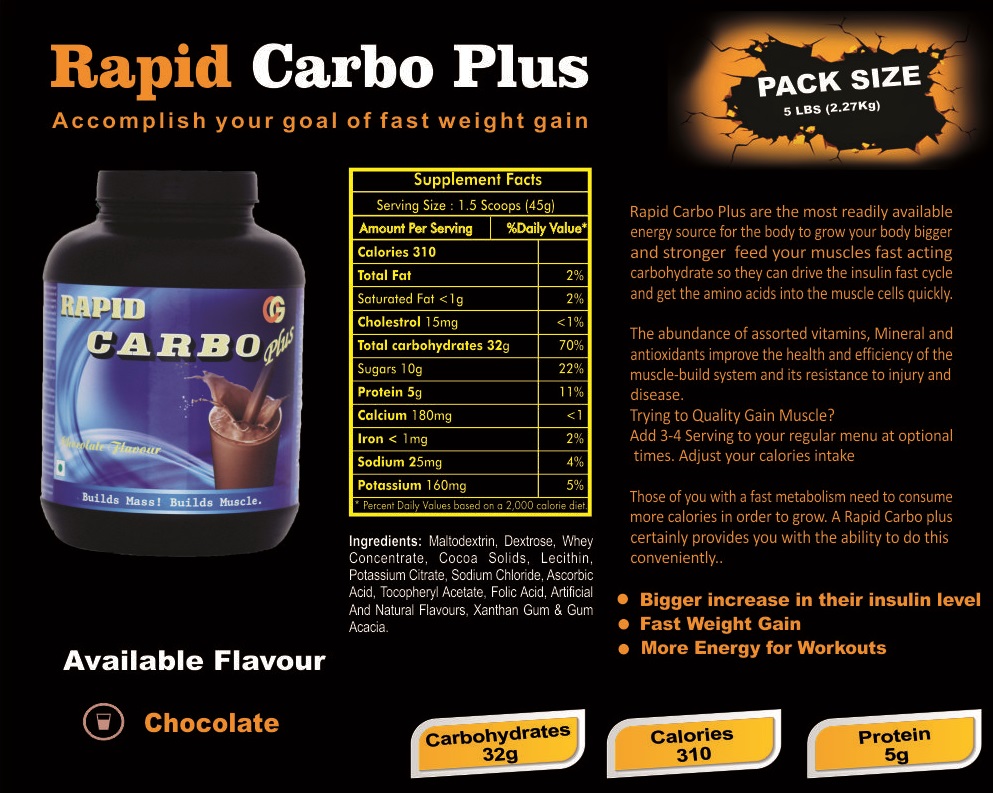 Rapid Carbo Plus
Accomplish your goal of fast weight gain
PACK SIZE
5 LBS (2.27Kg)
RAPID
CARBO Plus
G
Chocolate Flavour
Builds Mass! Builds Muscle.
Supplement Facts
Serving Size : 1.5 Scoops (45g)
Amount Per Serving %Daily Value*
Calories 310
Total Fat 2%
Saturated Fat <1g 2%
Cholestrol 15mg <1%
Total carbohydrates 32g 70%
Sugars 10g 22%
Protein 5g 11%
Calcium 180mg <1
Iron < 1mg 2%
Sodium 25mg 4%
Potassium 160mg 5%
* Percent Daily Values based on a 2,000 calorie diet.
Ingredients: Maltodextrin, Dextrose, Whey
Concentrate, Cocoa Solids, Lecithin,
Potassium Citrate, Sodium Chloride, Ascorbic
Acid, Tocopheryl Acetate, Folic Acid, Artificial
And Natural Flavours, Xanthan Gum & Gum
Acacia.
Rapid Carbo Plus are the most readily available
energy source for the body to grow your body bigger
and stronger feed your muscles fast acting
carbohydrate so they can drive the insulin fast cycle
and get the amino acids into the muscle cells quickly.
The abundance of assorted vitamins, Mineral and
antioxidants improve the health and efficiency of the
muscle-build system and its resistance to injury and
disease.
Trying to Quality Gain Muscle?
Add 3-4 Serving to your regular menu at optional
times. Adjust your calories intake
Those of you with a fast metabolism need to consume
more calories in order to grow. A Rapid Carbo plus
certainly provides you with the ability to do this
conveniently..
● Bigger increase in their insulin level
● Fast Weight Gain
● More Energy for Workouts
Available Flavour
Chocolate
Carbohydrates
32g
Calories
310
Protein
5g